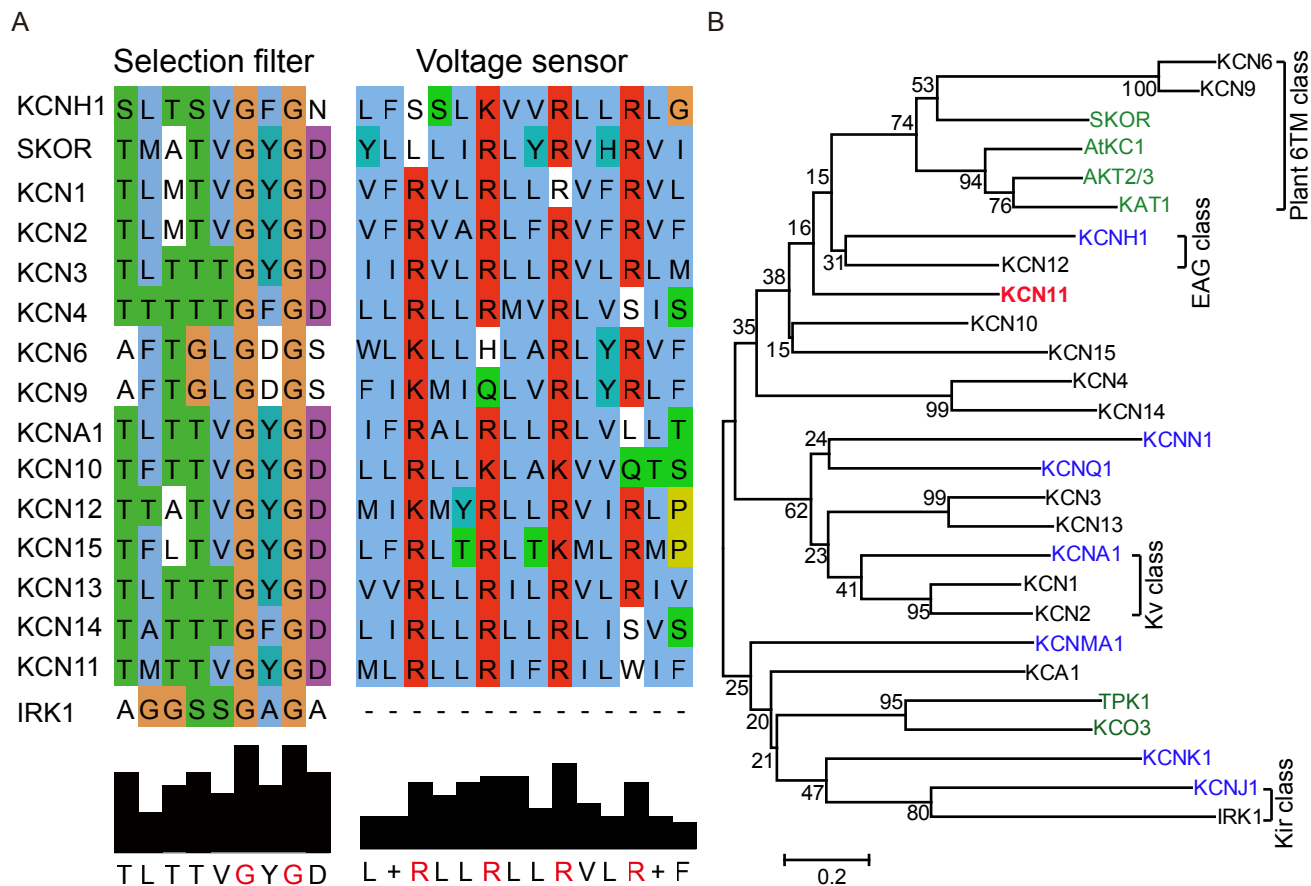 A
Selection filter Voltage sensor
KCNH1 S L T S V G F G N L F S S L K V V R L L R L G
SKOR T M A T V G Y G D Y L L L I R L Y R V H R V I
KCN1 T L M T V G Y G D V F R V L R L L R V F R V L
KCN2 T L M T V G Y G D V F R V A R L F R V F R V F
KCN3 T L T T T G Y G D I I R V L R L L R V L R L M
KCN4 T T T T T G F G D L L R L L R M V R L V S I S
KCN6 A F T G L G D G S W L K L L H L A R L Y R V F
KCN9 A F T G L G D G S F I K M I Q L V R L Y R L F
KCNA1 T L T T V G Y G D I F R A L R L L R L V L L T
KCN10 T F T T V G Y G D L L R L L K L A K V V Q T S
KCN12 T T A T V G Y G D M I K M Y R L L R V I R L P
KCN15 T F L T V G Y G D L F R L T R L T K M L R M P
KCN13 T L T T T G Y G D V V R L L R I L R V L R I V
KCN14 T A T T T G F G D L I R L L R L L R L I S V S
KCN11 T M T T V G Y G D M L R L L R I F R I L W I F
IRK1 A G G S S G A G A - - - - - - - - - - - - - -
T L T T V G Y G D L + R L L R L L R V L R + F
B
KCN6
100
KCN9
53
SKOR
74
AtKC1
94
AKT2/3
76
KAT1
Plant 6TM class
15
KCNH1
31
KCN12
EAG class
16
KCN11
38
KCN10
15
KCN15
35
KCN4
99
KCN14
KCNN1
24
KCNQ1
62
KCN3
99
KCN13
23
KCNA1
41
KCN1
95
KCN2
Kv class
KCNMA1
25
KCA1
20
TPK1
95
KCO3
21
KCNK1
47
KCNJ1
80
IRK1
Kir class
0.2